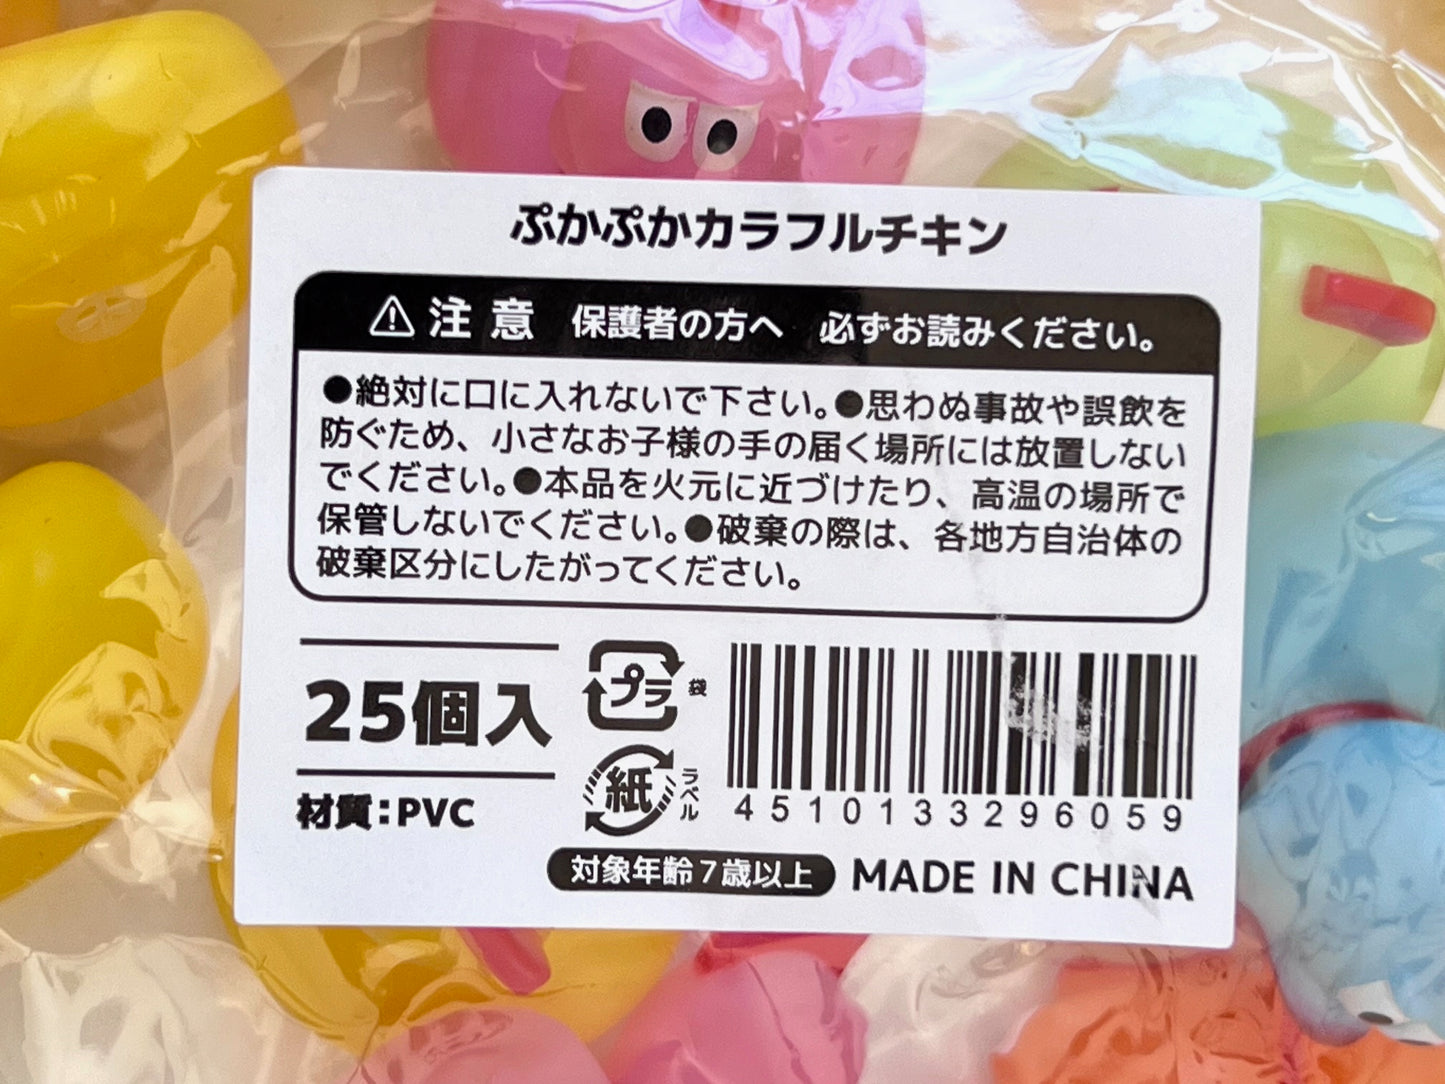 ぷかぷかカラフルチキン
⚠注意 保護者の方へ 必ずお読みください。
●絶対に口に入れないで下さい。●思わぬ事故や誤飲を
防ぐため、小さなお子様の手の届く場所には放置しない
でください。●本品を火元に近づけたり、高温の場所で
保管しないでください。●破棄の際は、各地方自治体の
破棄区分にしたがってください。
25個入
材質：PVC
プラ 袋
紙 ラベル
4510133296059
対象年齢7歳以上 MADE IN CHINA